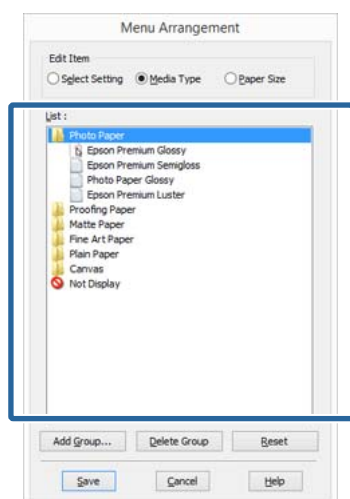 Menu Arrangement
Edit Item
Select Setting Media Type Paper Size
List :
Photo Paper
Epson Premium Glossy
Epson Premium Semigloss
Photo Paper Glossy
Epson Premium Luster
Proofing Paper
Matte Paper
Fine Art Paper
Plain Paper
Canvas
Not Display
Add Group... Delete Group Reset
Save Cancel Help